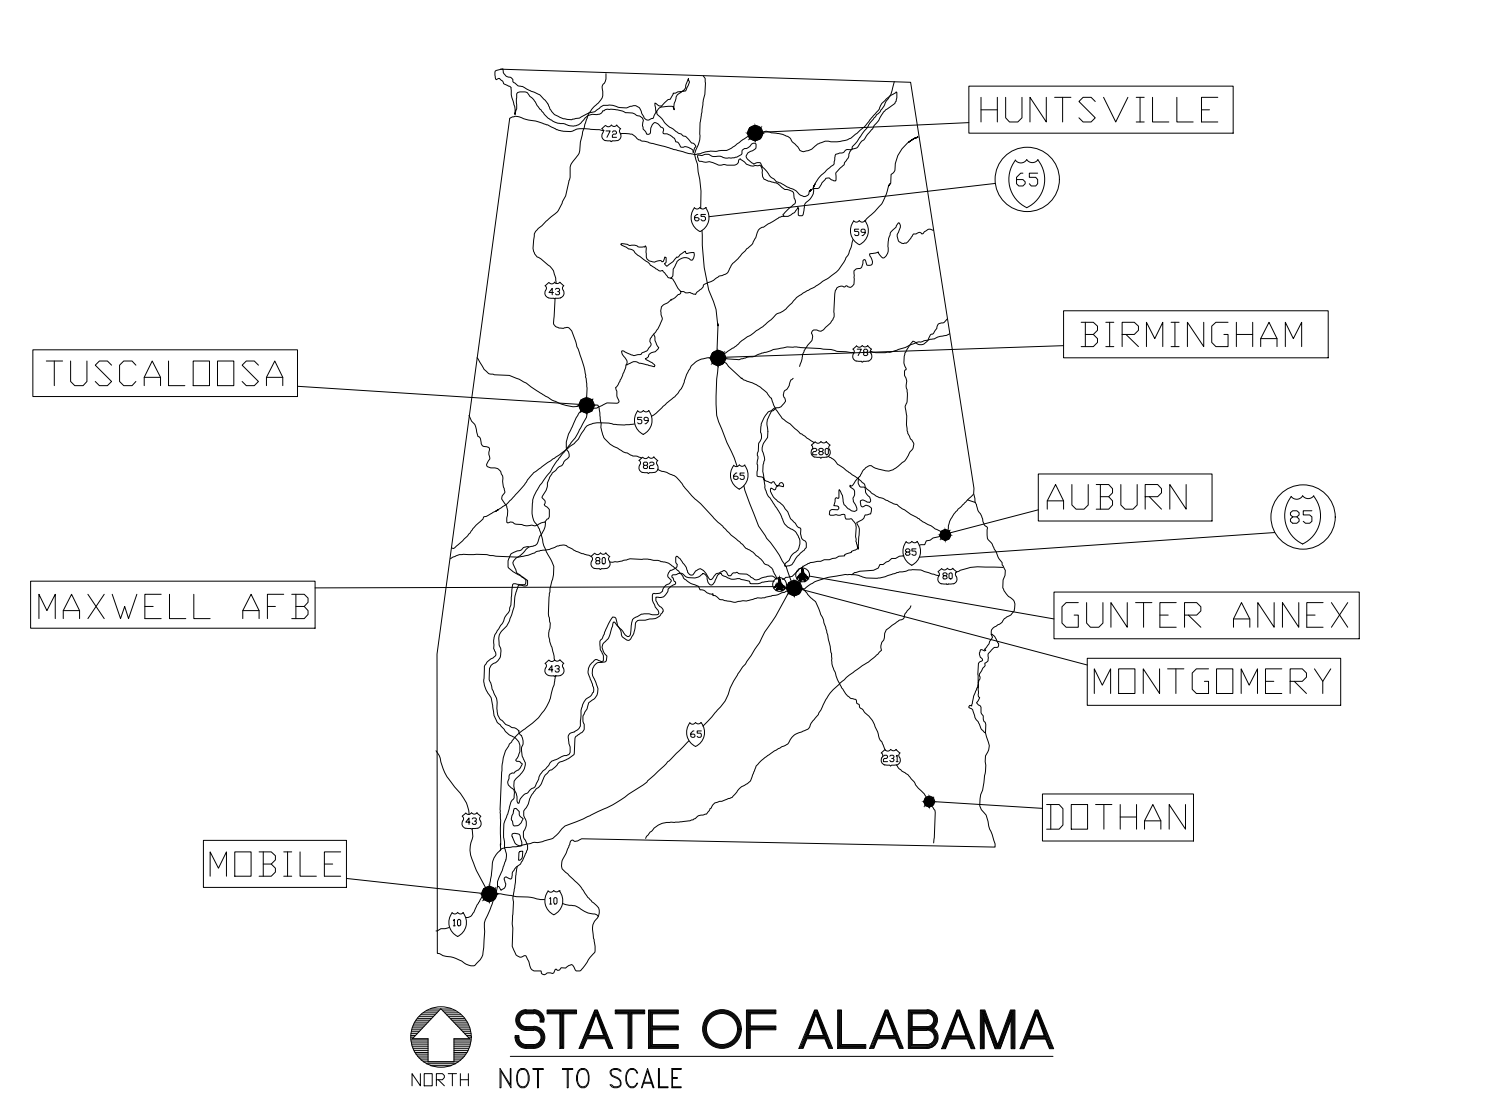 HUNTSVILLE
72
65
65
59
43
BIRMINGHAM
78
TUSCALOOSA
59
280
82
65
AUBURN
85
85
80
80
MAXWELL AFB
GUNTER ANNEX
43
MONTGOMERY
65
231
DOTHAN
43
MOBILE
10
10
STATE OF ALABAMA
NORTH
NOT TO SCALE